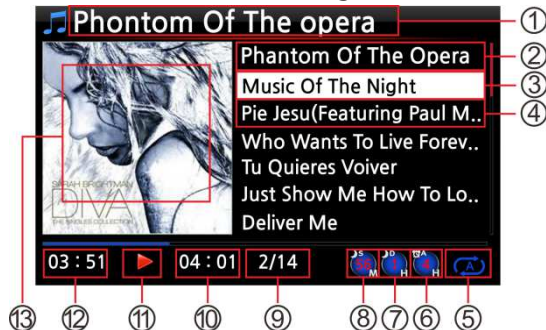 Phontom Of The opera
①
Phantom Of The Opera
②
Music Of The Night
③
Pie Jesu(Featuring Paul M..
④
Who Wants To Live Forev..
Tu Quieres Voiver
Just Show Me How To Lo..
Deliver Me
SARAH BRIGHTMAN
DIVA
THE SINGLES COLLECTION
03 : 51
04 : 01
2/14
S 55 M
D 1 H
A 4 H
A
⑬ ⑫ ⑪ ⑩ ⑨ ⑧ ⑦ ⑥ ⑤